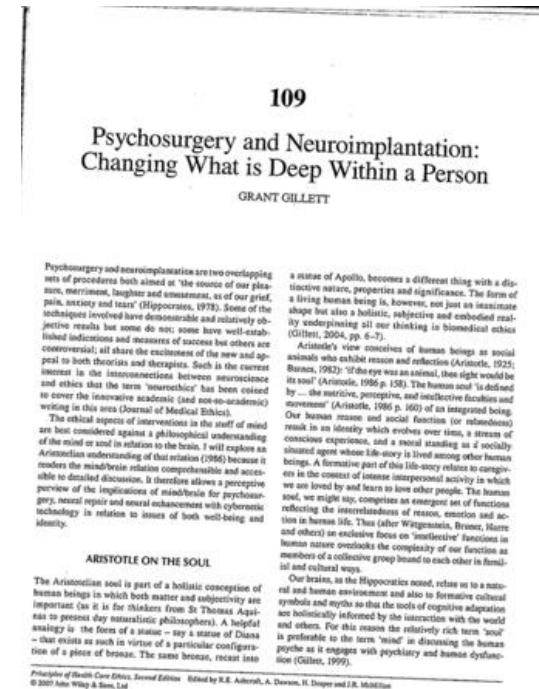 109
Psychosurgery and Neuroimplantation:
Changing What is Deep Within a Person
GRANT GILLETT
Psychosurgery and neuroimplantation are two overlapping
sets of procedures both aimed at 'the source of our plea-
sure, merriment, laughter and amusement, as of our grief,
pain, anxiety and tears' (Hippocrates, 1978). Some of the
techniques involved have demonstrable and relatively ob-
jective results but some do not; some have well-estab-
lished indications and measures of success but others are
controversial; all share the excitement of the new and ap-
peal to both theorists and therapists. Such is the current
interest in the interconnections between neuroscience
and ethics that the term 'neuroethics' has been coined
to cover the innovative academic (and not-so-academic)
writing in this area (Journal of Medical Ethics).
The ethical aspects of interventions in the stuff of mind
are best considered against a philosophical understanding
of the mind or soul in relation to the brain. I will explore an
Aristotelian understanding of that relation (1986) because it
renders the mind/brain relation comprehensible and acces-
sible to detailed discussion. It therefore allows a perceptive
purview of the implications of mind/brain for psychosur-
gery, neural repair and neural enhancement with cybernetic
technology in relation to issues of both well-being and
identity.
ARISTOTLE ON THE SOUL
The Aristotelian soul is part of a holistic conception of
human beings in which both matter and subjectivity are
important (as it is for thinkers from St Thomas Aqui-
nas to present day naturalistic philosophers). A helpful
analogy is the form of a statue – say a statue of Diana
– that exists as such in virtue of a particular configura-
tion of a piece of bronze. The same bronze, recast into
a statue of Apollo, becomes a different thing with a dis-
tinctive nature, properties and significance. The form of
a living human being is, however, not just an inanimate
shape but also a holistic, subjective and embodied real-
ity underpinning all our thinking in biomedical ethics
(Gillett, 2004, pp. 6–7).
Aristotle's view conceives of human beings as social
animals who exhibit reason and reflection (Aristotle, 1925;
Barnes, 1982): 'if the eye was an animal, then sight would be
its soul' (Aristotle, 1986 p. 158). The human soul 'is defined
by ... the nutritive, perceptive, and intellective faculties and
movement' (Aristotle, 1986 p. 160) of an integrated being.
Our human reason and social function (or relatedness)
result in an identity which evolves over time, a stream of
conscious experience, and a moral standing as a socially
situated agent whose life-story is lived among other human
beings. A formative part of this life-story relates to caregiv-
ers in the context of intense interpersonal activity in which
we are loved by and learn to love other people. The human
soul, we might say, comprises an emergent set of functions
reflecting the interrelatedness of reason, emotion and ac-
tion in human life. Thus (after Wittgenstein, Bruner, Harre
and others) an exclusive focus on 'intellective' functions in
human nature overlooks the complexity of our function as
members of a collective group bound to each other in famil-
ial and cultural ways.
Our brains, as the Hippocratics noted, relate us to a natu-
ral and human environment and also to formative cultural
symbols and myths so that the tools of cognitive adaptation
are holistically informed by the interaction with the world
and others. For this reason the relatively rich term 'soul'
is preferable to the term 'mind' in discussing the human
psyche as it engages with psychiatry and human dysfunc-
tion (Gillett, 1999).
Principles of Health Care Ethics, Second Edition Edited by R.E. Ashcroft, A. Dawson, H. Draper and J.R. McMillan
© 2007 John Wiley & Sons, Ltd